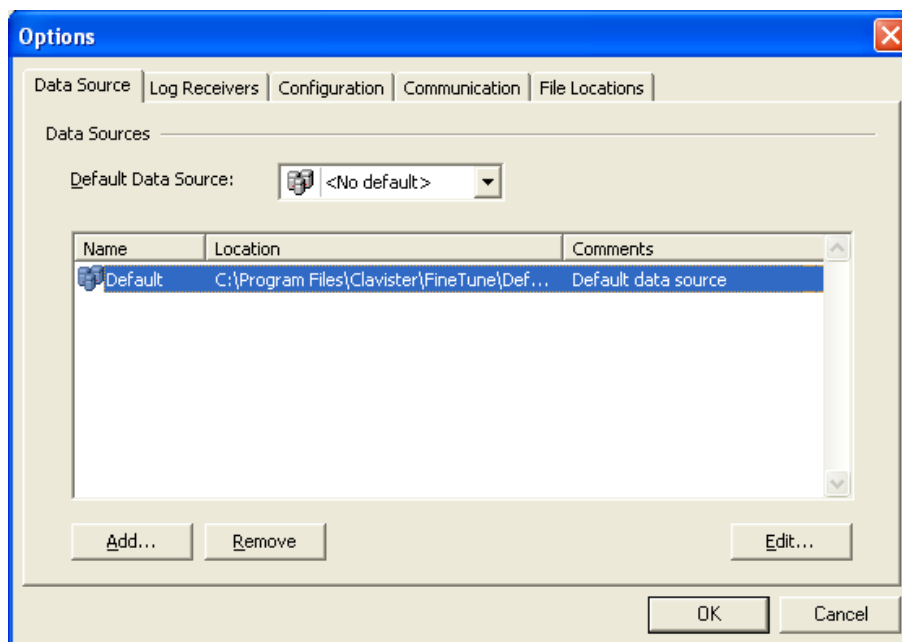 Options
Data Source Log Receivers Configuration Communication File Locations
Data Sources
Default Data Source: <No default>
Name Location Comments
Default C:\Program Files\Clavister\FineTune\Def... Default data source
Add... Remove Edit...
OK Cancel